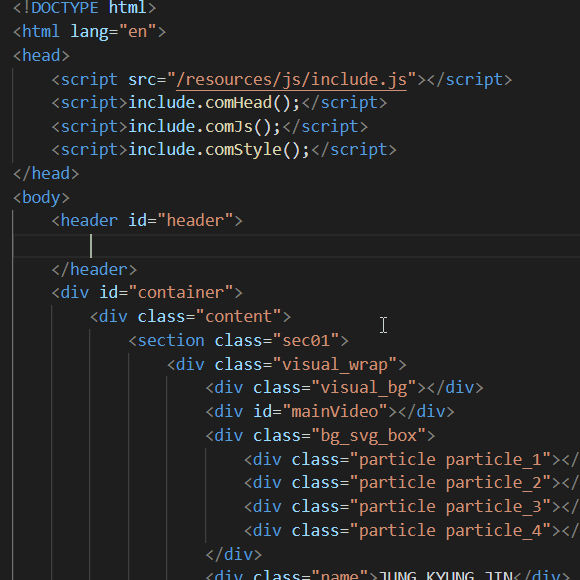 <!DOCTYPE html>
<html lang="en">
<head>
    <script src="/resources/js/include.js"></script>
    <script>include.comHead();</script>
    <script>include.comJs();</script>
    <script>include.comStyle();</script>
</head>
<body>
    <header id="header">
    </header>
    <div id="container">
        <div class="content">
            <section class="sec01">
                <div class="visual_wrap">
                    <div class="visual_bg"></div>
                    <div id="mainVideo"></div>
                    <div class="bg_svg_box">
                        <div class="particle particle_1"></
                        <div class="particle particle_2"></
                        <div class="particle particle_3"></
                        <div class="particle particle_4"></
                    </div>
                    <div class="name">JUNG KYUNG JIN</div>